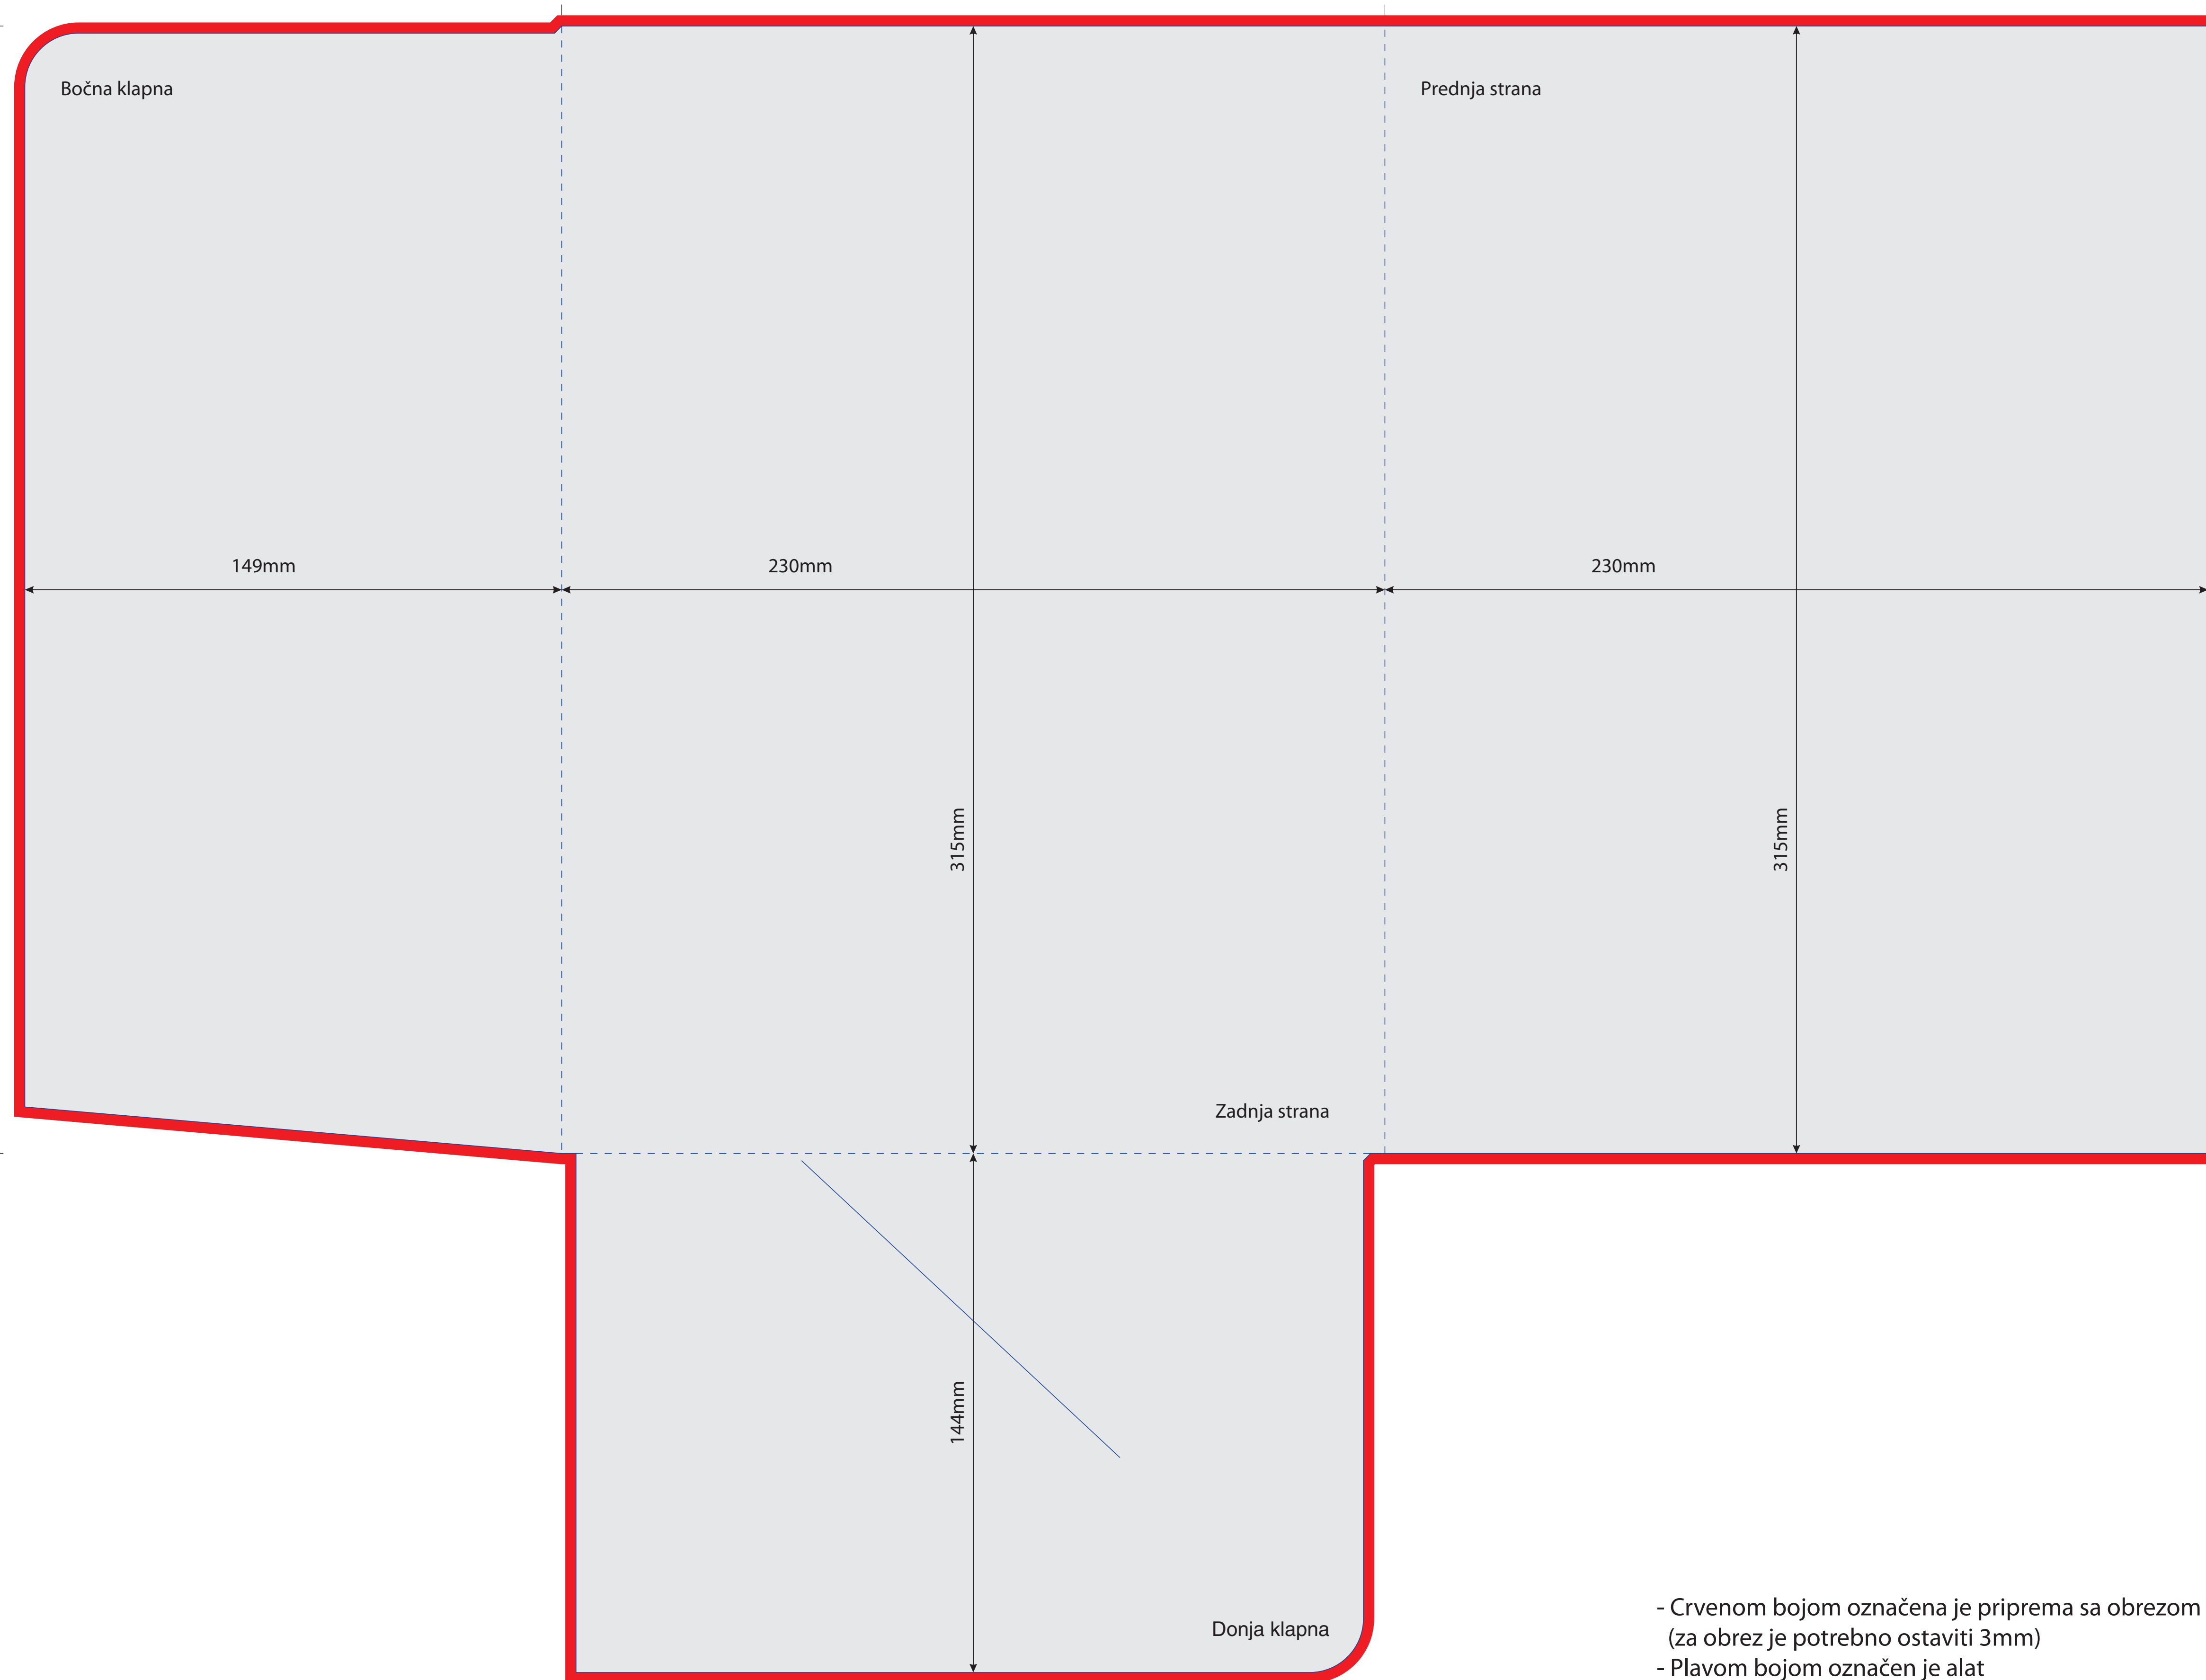 Bočna klapna
Prednja strana
149mm
230mm
230mm
315mm
315mm
Zadnja strana
144mm
Donja klapna
- Crvenom bojom označena je priprema sa obrezom
(za obrez je potrebno ostaviti 3mm)
- Plavom bojom označen je alat